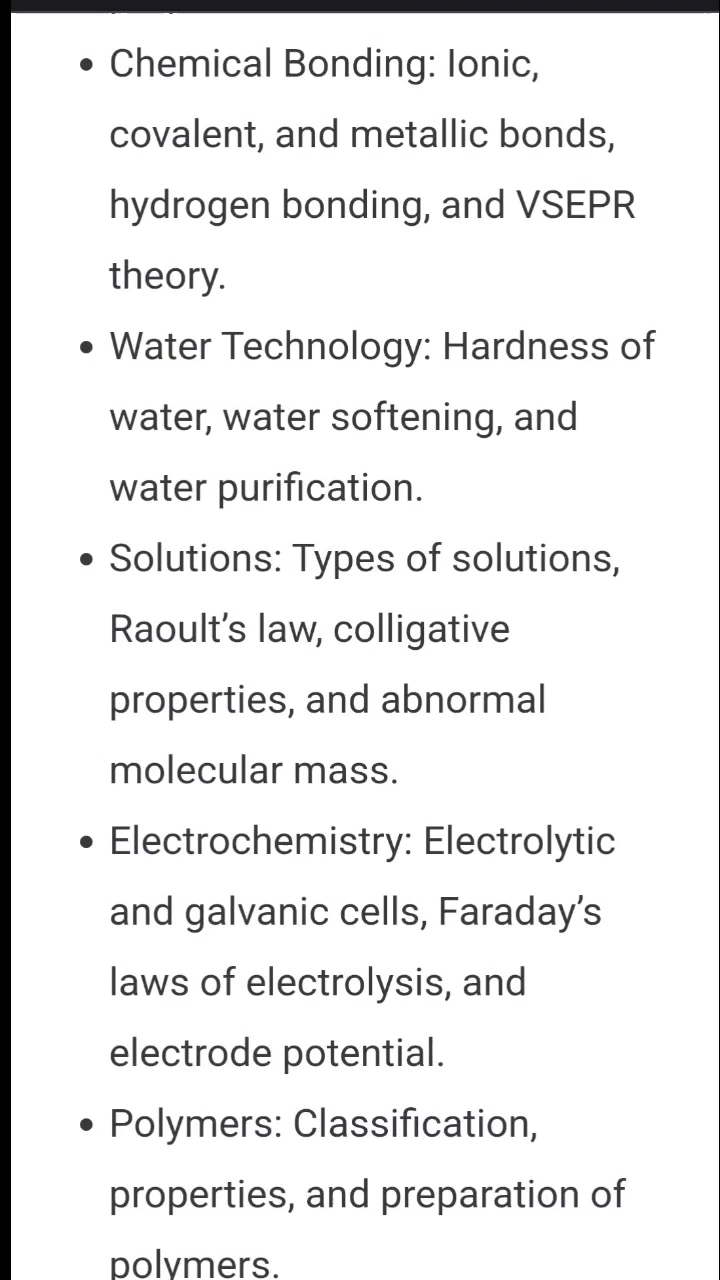 • Chemical Bonding: Ionic,
covalent, and metallic bonds,
hydrogen bonding, and VSEPR
theory.
• Water Technology: Hardness of
water, water softening, and
water purification.
• Solutions: Types of solutions,
Raoult’s law, colligative
properties, and abnormal
molecular mass.
• Electrochemistry: Electrolytic
and galvanic cells, Faraday’s
laws of electrolysis, and
electrode potential.
• Polymers: Classification,
properties, and preparation of
polymers.